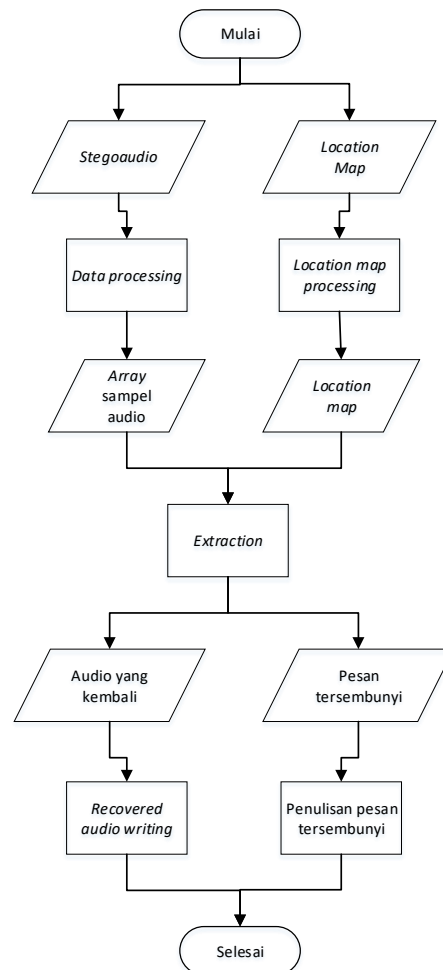 Mulai
Stegoaudio
Location
Map
Data processing
Location map
processing
Array
sampel
audio
Location
map
Extraction
Audio yang
kembali
Pesan
tersembunyi
Recovered
audio writing
Penulisan pesan
tersembunyi
Selesai